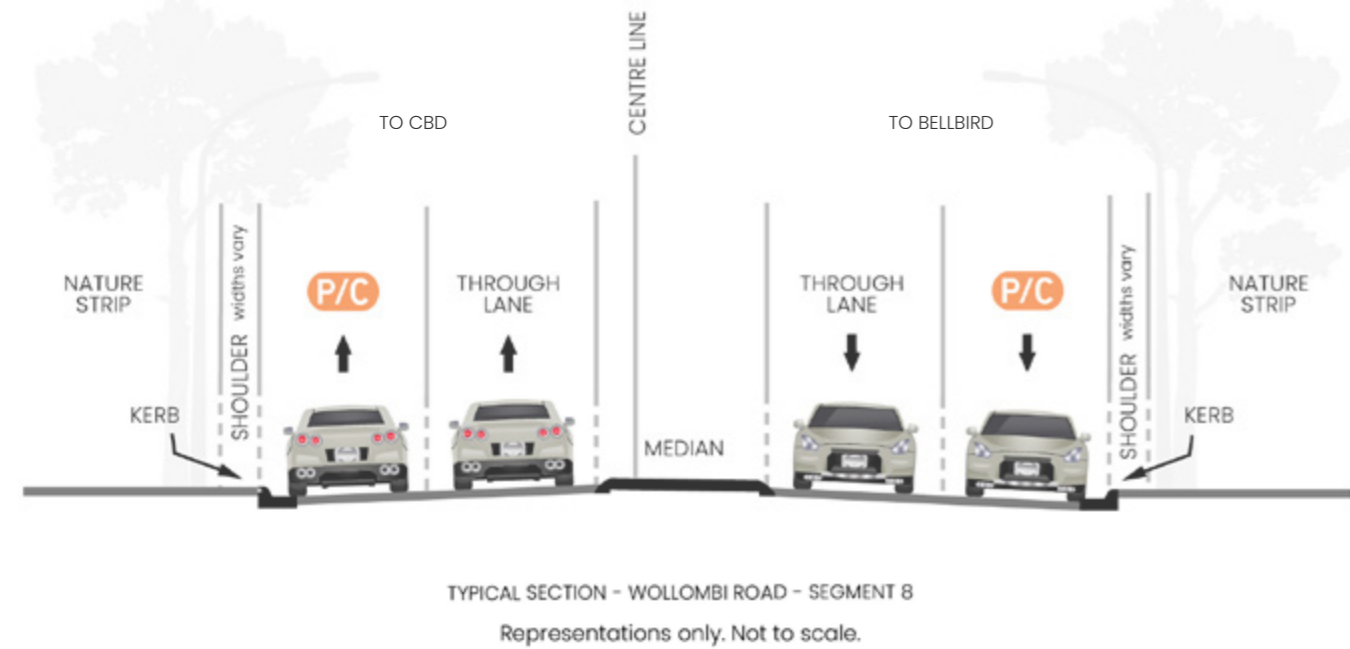 CENTRE LINE
TO CBD
TO BELLBIRD
NATURE
STRIP
SHOULDER widths vary
P/C
THROUGH
LANE
THROUGH
LANE
P/C
SHOULDER widths vary
NATURE
STRIP
KERB
MEDIAN
KERB
TYPICAL SECTION - WOLLOMBI ROAD - SEGMENT 8
Representations only. Not to scale.